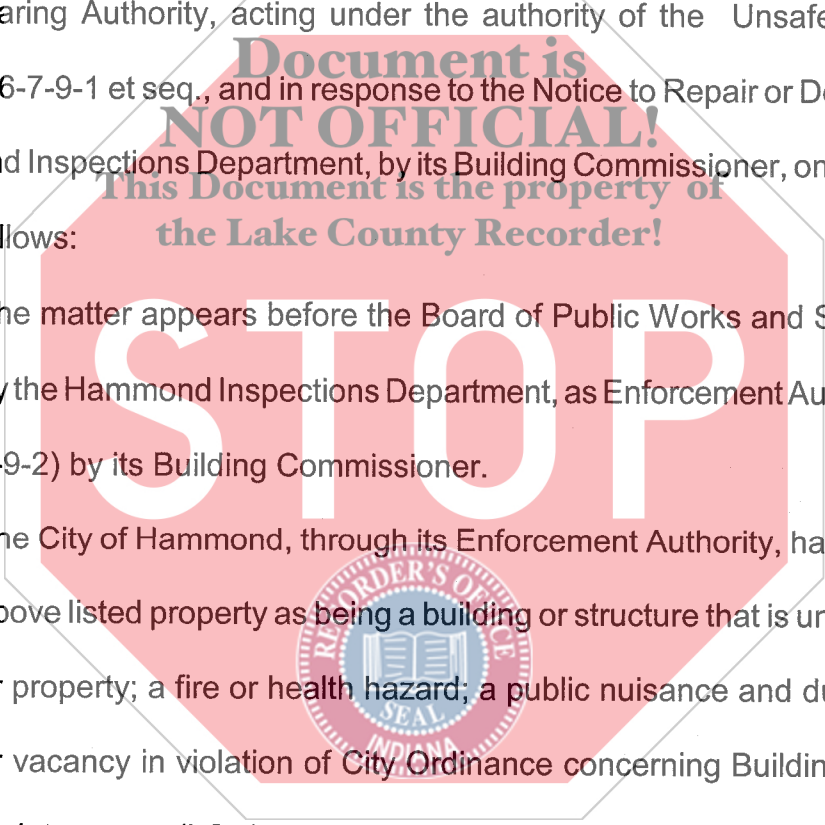 aring Authority, acting under the authority of the Unsafe
Document is
6-7-9-1 et seq., and in response to the Notice to Repair or De
NOT OFFICIAL!
nd Inspections Department, by its Building Commissioner, on
This Document is the property of
the Lake County Recorder!
llows:
he matter appears before the Board of Public Works and S
STOP
y the Hammond Inspections Department, as Enforcement Au
-9-2) by its Building Commissioner.
he City of Hammond, through its Enforcement Authority, ha
RECORDER'S OFFICE
bove listed property as being a building or structure that is un
r property; a fire or health hazard; a public nuisance and du
SEAL
INDIANA
r vacancy in violation of City Ordinance concerning Buildin